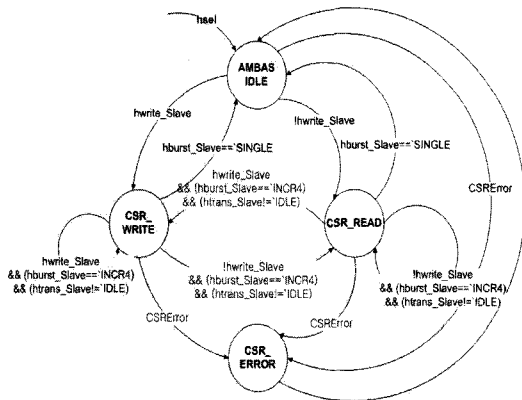 hsel
AMBAS
IDLE
hwrite_Slave
!hwrite_Slave
hburst_Slave==`SINGLE
hburst_Slave==`SINGLE
hwrite_Slave
&& (hburst_Slave==`INCR4)
&& (htrans_Slave!=`IDLE)
CSRError
CSR_
WRITE
CSR_READ
hwrite_Slave
&& (hburst_Slave==`INCR4)
&& (htrans_Slave!=`IDLE)
!hwrite_Slave
&& (hburst_Slave==`INCR4)
&& (htrans_Slave!=`IDLE)
!hwrite_Slave
&& (hburst_Slave==`INCR4)
&& (htrans_Slave!=`IDLE)
CSRError
CSRError
CSR_
ERROR